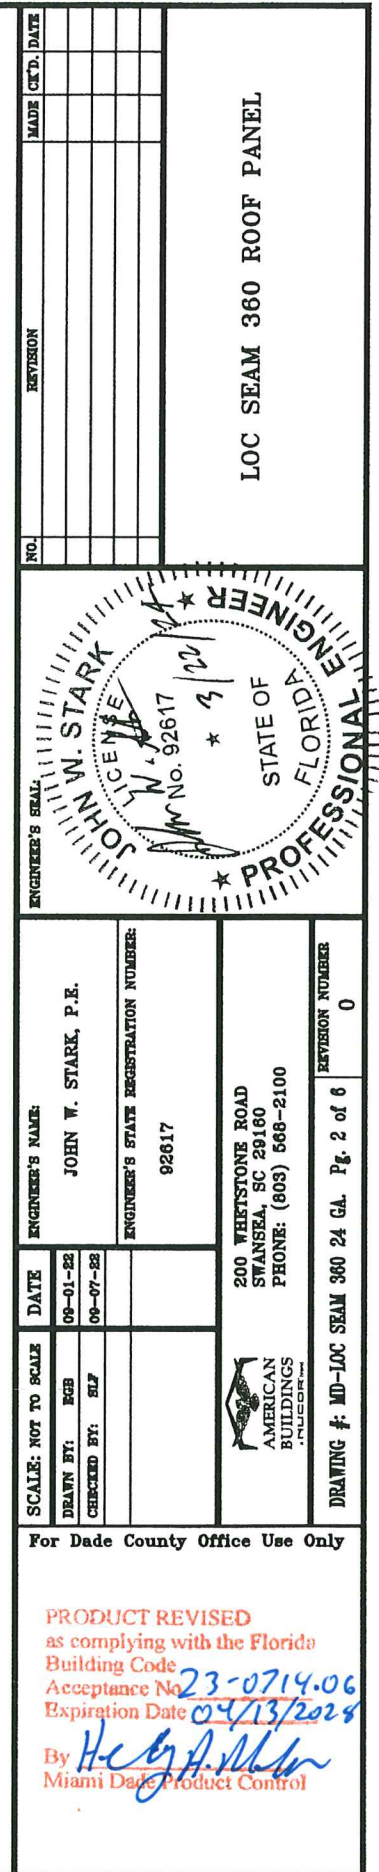 NO.
REVISION
MADE
CK'D.
DATE
LOC SEAM 360 ROOF PANEL
ENGINEER'S SEAL:
JOHN W. STARK
LICENSE
No. 92617
3/22/24
STATE OF
FLORIDA
PROFESSIONAL ENGINEER
ENGINEER'S NAME:
JOHN W. STARK, P.E.
ENGINEER'S STATE REGISTRATION NUMBER:
92617
SCALE: NOT TO SCALE
DATE
DRAWN BY: EGB
09-01-22
CHECKED BY: SLF
09-07-22
AMERICAN
BUILDINGS
NUCOR
200 WHETSTONE ROAD
SWANSEA, SC 29160
PHONE: (803) 568-2100
DRAWING #: MD-LOC SEAM 360 24 GA. Pg. 2 of 6
REVISION NUMBER
0
For Dade County Office Use Only
PRODUCT REVISED
as complying with the Florida
Building Code
Acceptance No 23-0714.06
Expiration Date 04/13/2028
By
Miami Dade Product Control